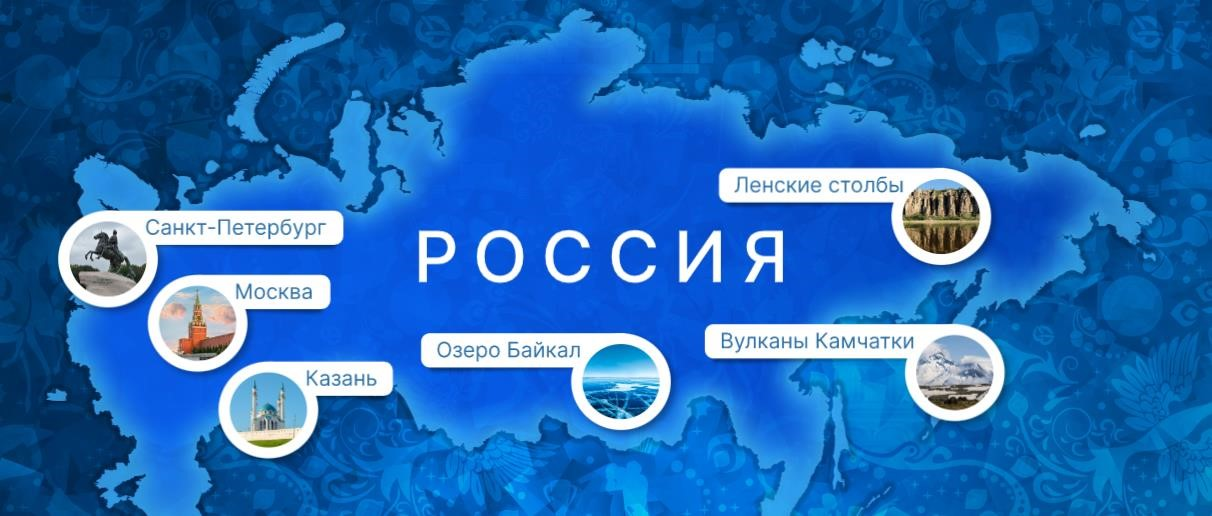 Ленские столбы
Санкт-Петербург
РОССИЯ
Москва
Озеро Байкал
Вулканы Камчатки
Казань